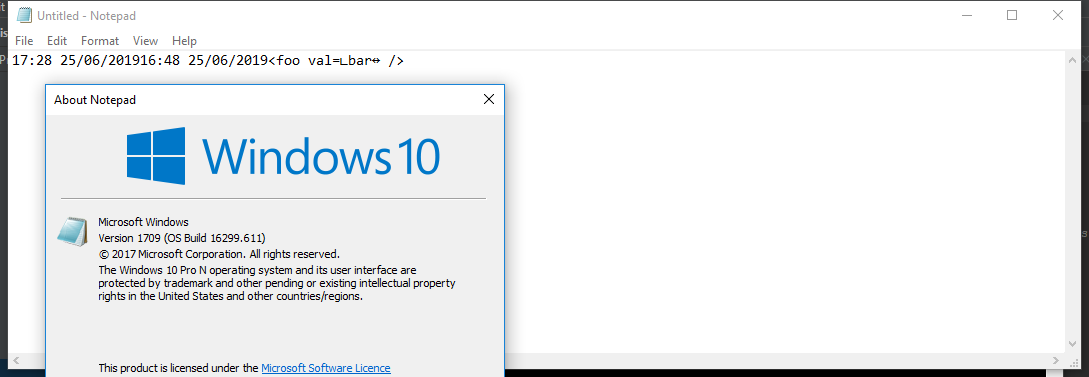 Untitled - Notepad
File Edit Format View Help
17:28 25/06/201916:48 25/06/2019<foo val=∟bar↔ />
About Notepad
Windows 10
Microsoft Windows
Version 1709 (OS Build 16299.611)
© 2017 Microsoft Corporation. All rights reserved.
The Windows 10 Pro N operating system and its user interface are
protected by trademark and other pending or existing intellectual property
rights in the United States and other countries/regions.
This product is licensed under the Microsoft Software Licence